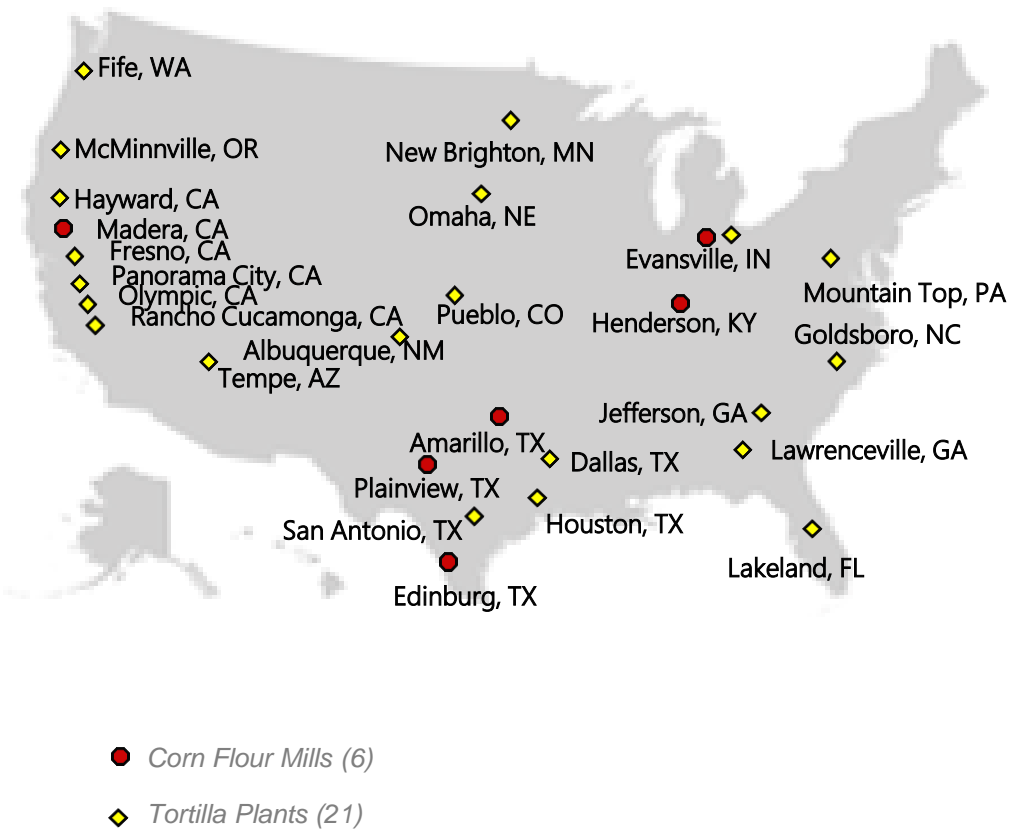 Fife, WA
McMinnville, OR
New Brighton, MN
Hayward, CA
Omaha, NE
Madera, CA
Fresno, CA
Evansville, IN
Panorama City, CA
Olympic, CA
Mountain Top, PA
Rancho Cucamonga, CA
Pueblo, CO
Henderson, KY
Goldsboro, NC
Albuquerque, NM
Tempe, AZ
Jefferson, GA
Amarillo, TX
Lawrenceville, GA
Dallas, TX
Plainview, TX
Houston, TX
San Antonio, TX
Lakeland, FL
Edinburg, TX
Corn Flour Mills (6)
Tortilla Plants (21)